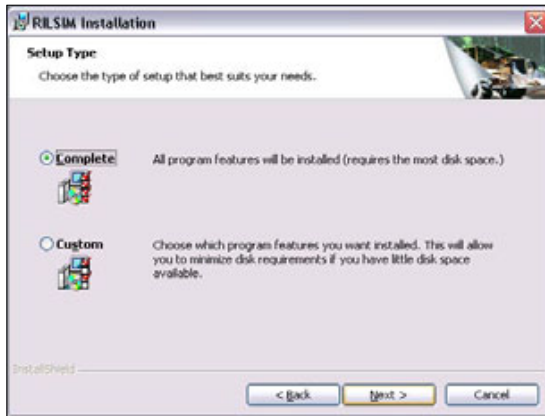 RILSIM Installation
Setup Type
Choose the type of setup that best suits your needs.
Complete
All program features will be installed (requires the most disk space.)
Custom
Choose which program features you want installed. This will allow
you to minimize disk requirements if you have little disk space
available.
InstallShield
< Back
Next >
Cancel